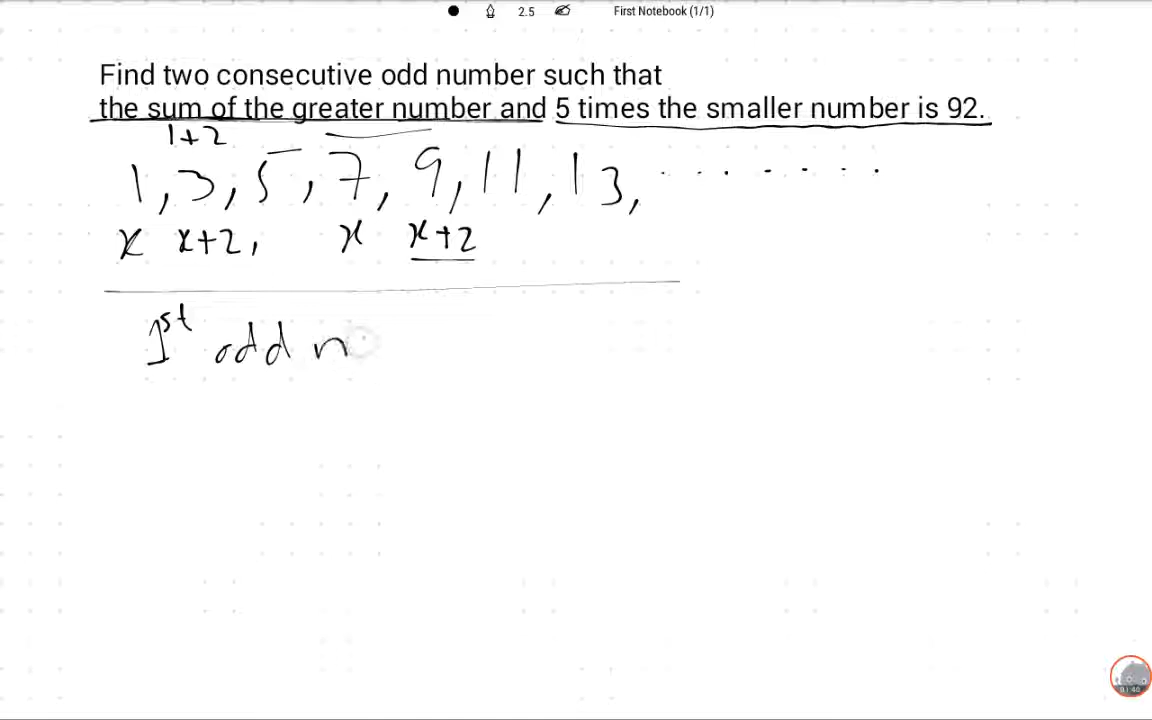 2.5 First Notebook (1/1)
Find two consecutive odd number such that
the sum of the greater number and 5 times the smaller number is 92.
1+2
1, 3, 5, 7, 9, 11, 13, . . . . . . . .
x x+2, x x+2
1st odd n
01:40